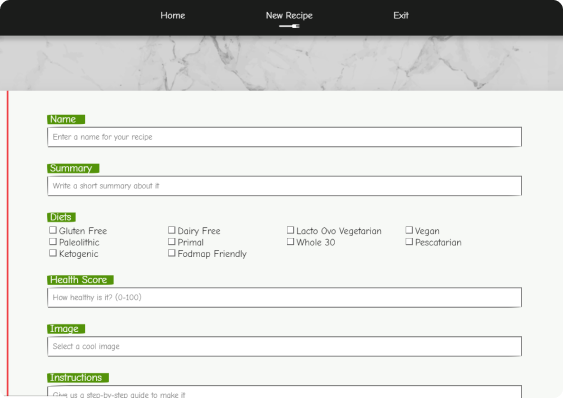 Home New Recipe Exit
Name
Enter a name for your recipe
Summary
Write a short summary about it
Diets
Gluten Free Dairy Free Lacto Ovo Vegetarian Vegan
Paleolithic Primal Whole 30 Pescatarian
Ketogenic Fodmap Friendly
Health Score
How healthy is it? (0-100)
Image
Select a cool image
Instructions
Give us a step-by-step guide to make it